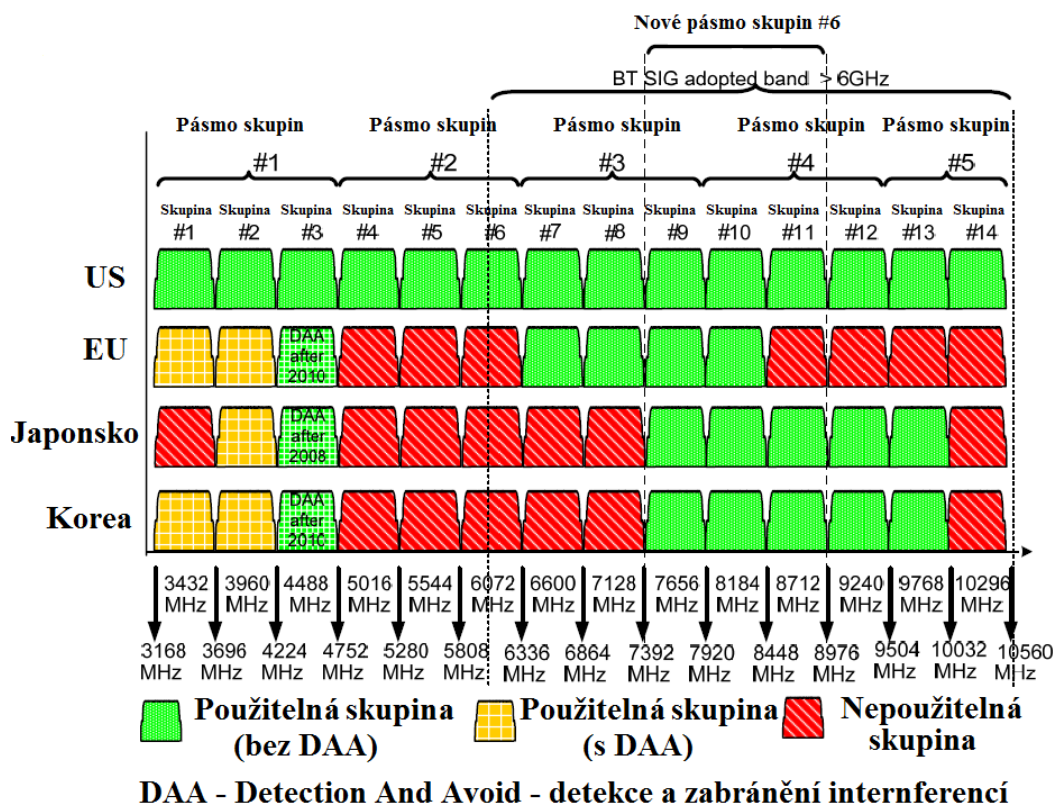 Nové pásmo skupin #6
BT SIG adopted band > 6GHz
Pásmo skupin Pásmo skupin Pásmo skupin Pásmo skupin Pásmo skupin
#1 #2 #3 #4 #5
Skupina Skupina Skupina Skupina Skupina Skupina Skupina Skupina Skupina Skupina Skupina Skupina Skupina Skupina
#1 #2 #3 #4 #5 #6 #7 #8 #9 #10 #11 #12 #13 #14
US
EU
DAA
after
2010
Japonsko
DAA
after
2008
Korea
DAA
after
2010
3432 3960 4488 5016 5544 6072 6600 7128 7656 8184 8712 9240 9768 10296
MHz MHz MHz MHz MHz MHz MHz MHz MHz MHz MHz MHz MHz MHz
3168 3696 4224 4752 5280 5808 6336 6864 7392 7920 8448 8976 9504 10032 10560
MHz MHz MHz MHz MHz MHz MHz MHz MHz MHz MHz MHz MHz MHz MHz
Použitelná skupina
(bez DAA)
Použitelná skupina
(s DAA)
Nepoužitelná
skupina
DAA - Detection And Avoid - detekce a zabránění internferencí